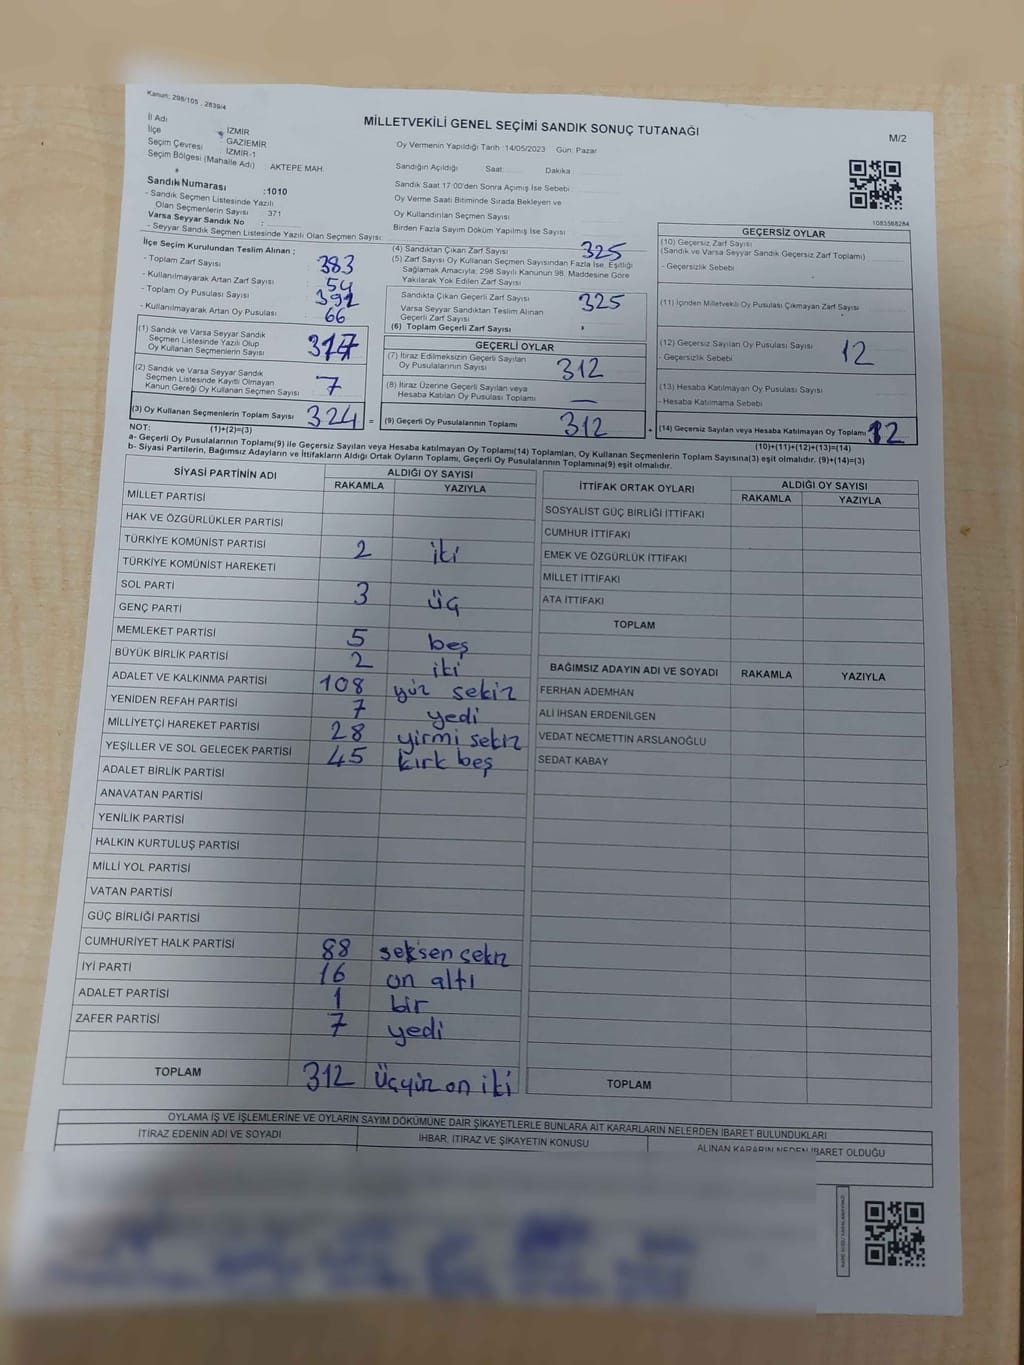 Kanun: 298/105 , 2839/4
MİLLETVEKİLİ GENEL SEÇİMİ SANDIK SONUÇ TUTANAĞI
M/2
İl Adı : İZMİR
İlçe : GAZİEMİR
Seçim Çevresi : İZMİR-1
Seçim Bölgesi (Mahalle Adı) : AKTEPE MAH.
Sandık Numarası :1010
- Sandık Seçmen Listesinde Yazılı
Olan Seçmenlerin Sayısı : 371
Varsa Seyyar Sandık No :
- Seyyar Sandık Seçmen Listesinde Yazılı Olan Seçmen Sayısı:
Oy Vermenin Yapıldığı Tarih :14/05/2023 Gün: Pazar
Sandığın Açıldığı Saat: Dakika :
Sandık Saat 17:00'den Sonra Açımış İse Sebebi :
Oy Verme Saati Bitiminde Sırada Bekleyen ve
Oy Kullandırılan Seçmen Sayısı :
Birden Fazla Sayım Döküm Yapılmış İse Sayısı :
1083568284
İlçe Seçim Kurulundan Teslim Alınan :
- Toplam Zarf Sayısı 383
- Kullanılmayarak Artan Zarf Sayısı 54
- Toplam Oy Pusulası Sayısı 391
- Kullanılmayarak Artan Oy Pusulası 66
(1) Sandık ve Varsa Seyyar Sandık
Seçmen Listesinde Yazılı Olup
Oy Kullanan Seçmenlerin Sayısı 317
(2) Sandık ve Varsa Seyyar Sandık
Seçmen Listesinde Kayıtlı Olmayan
Kanun Gereği Oy Kullanan Seçmen Sayısı 7
(3) Oy Kullanan Seçmenlerin Toplam Sayısı 324 =
(1)+(2)=(3)
(4) Sandıktan Çıkan Zarf Sayısı 325
(5) Zarf Sayısı Oy Kullanan Seçmen Sayısından Fazla İse, Eşitliği
Sağlamak Amacıyla; 298 Sayılı Kanunun 98. Maddesine Göre
Yakılarak Yok Edilen Zarf Sayısı
Sandıkta Çıkan Geçerli Zarf Sayısı 325
Varsa Seyyar Sandıktan Teslim Alınan
Geçerli Zarf Sayısı
(6) Toplam Geçerli Zarf Sayısı
GEÇERLİ OYLAR
(7) İtiraz Edilmeksizin Geçerli Sayılan
Oy Pusulalarının Sayısı 312
(8) İtiraz Üzerine Geçerli Sayılan veya
Hesaba Katılan Oy Pusulası Toplamı —
(9) Geçerli Oy Pusulalarının Toplamı 312 +
GEÇERSİZ OYLAR
(10) Geçersiz Zarf Sayısı
(Sandık ve Varsa Seyyar Sandık Geçersiz Zarf Toplamı)
- Geçersizlik Sebebi
(11) İçinden Milletvekili Oy Pusulası Çıkmayan Zarf Sayısı
(12) Geçersiz Sayılan Oy Pusulası Sayısı 12
- Geçersizlik Sebebi
(13) Hesaba Katılmayan Oy Pusulası Sayısı
- Hesaba Katılmama Sebebi
(14) Geçersiz Sayılan veya Hesaba Katılmayan Oy Toplamı 12
(10)+(11)+(12)+(13)=(14)
NOT:
a- Geçerli Oy Pusulalarının Toplamı(9) ile Geçersiz Sayılan veya Hesaba katılmayan Oy Toplamı(14) Toplamları, Oy Kullanan Seçmenlerin Toplam Sayısına(3) eşit olmalıdır. (9)+(14)=(3)
b- Siyasi Partilerin, Bağımsız Adayların ve İttifakların Aldığı Ortak Oyların Toplamı, Geçerli Oy Pusulalarının Toplamına(9) eşit olmalıdır.
SİYASİ PARTİNİN ADI ALDIĞI OY SAYISI
RAKAMLA YAZIYLA
MİLLET PARTİSİ
HAK VE ÖZGÜRLÜKLER PARTİSİ
TÜRKİYE KOMÜNİST PARTİSİ 2 iki
TÜRKİYE KOMÜNİST HAREKETİ
SOL PARTİ 3 üç
GENÇ PARTİ
MEMLEKET PARTİSİ 5 beş
BÜYÜK BİRLİK PARTİSİ 2 iki
ADALET VE KALKINMA PARTİSİ 108 yüz sekiz
YENİDEN REFAH PARTİSİ 7 yedi
MİLLİYETÇİ HAREKET PARTİSİ 28 yirmi sekiz
YEŞİLLER VE SOL GELECEK PARTİSİ 45 kırk beş
ADALET BİRLİK PARTİSİ
ANAVATAN PARTİSİ
YENİLİK PARTİSİ
HALKIN KURTULUŞ PARTİSİ
MİLLİ YOL PARTİSİ
VATAN PARTİSİ
GÜÇ BİRLİĞİ PARTİSİ
CUMHURİYET HALK PARTİSİ 88 seksen sekiz
İYİ PARTİ 16 on altı
ADALET PARTİSİ 1 bir
ZAFER PARTİSİ 7 yedi
TOPLAM 312 üçyüz on iki
İTTİFAK ORTAK OYLARI ALDIĞI OY SAYISI
RAKAMLA YAZIYLA
SOSYALİST GÜÇ BİRLİĞİ İTTİFAKI
CUMHUR İTTİFAKI
EMEK VE ÖZGÜRLÜK İTTİFAKI
MİLLET İTTİFAKI
ATA İTTİFAKI
TOPLAM
BAĞIMSIZ ADAYIN ADI VE SOYADI RAKAMLA YAZIYLA
FERHAN ADEMHAN
ALİ İHSAN ERDENİLGEN
VEDAT NECMETTİN ARSLANOĞLU
SEDAT KABAY
TOPLAM
OYLAMA İŞ VE İŞLEMLERİNE VE OYLARIN SAYIM DÖKÜMÜNE DAİR ŞİKAYETLERLE BUNLARA AİT KARARLARIN NELERDEN İBARET BULUNDUKLARI
İTİRAZ EDENİN ADI VE SOYADI İHBAR, İTİRAZ VE ŞİKAYETİN KONUSU ALINAN KARARIN NEDEN İBARET OLDUĞU